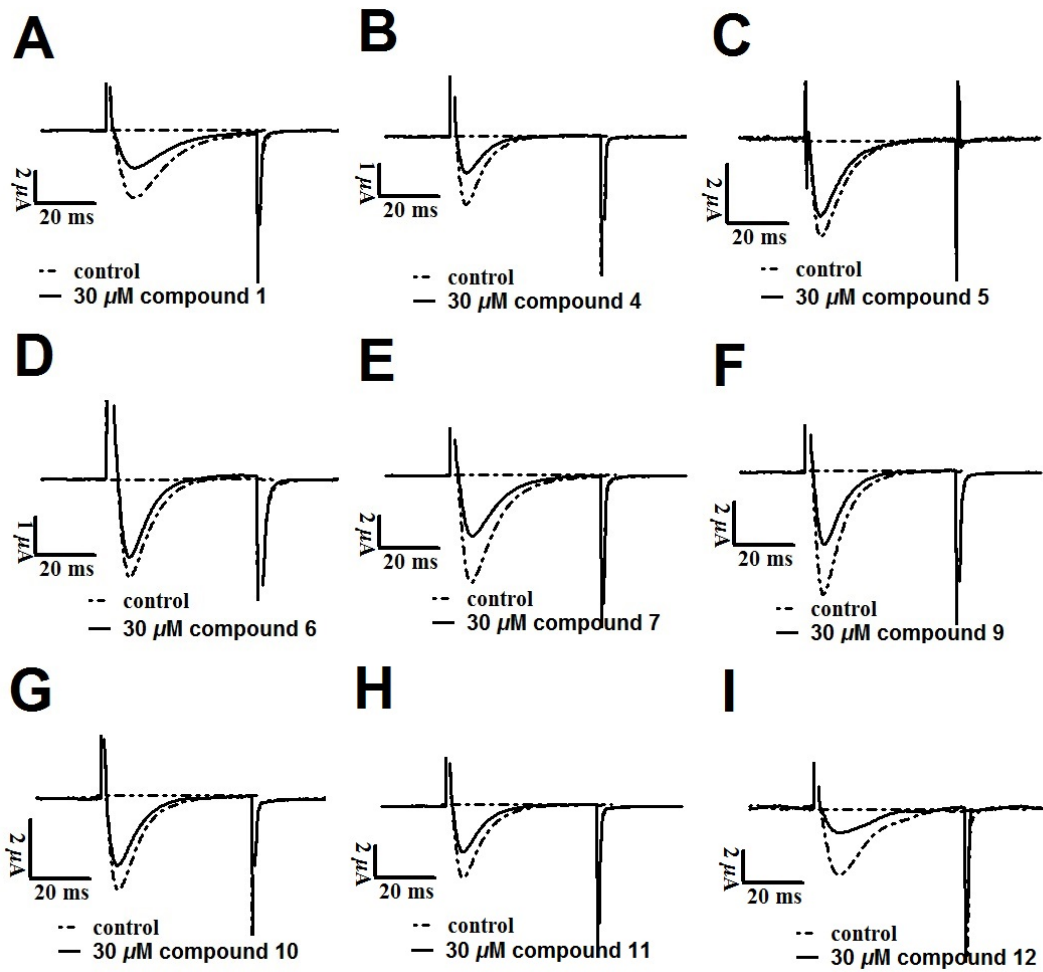 A
B
C
2 µA
20 ms
1 µA
20 ms
2 µA
20 ms
control
30 µM compound 1
control
30 µM compound 4
control
30 µM compound 5
D
E
F
1 µA
20 ms
2 µA
20 ms
2 µA
20 ms
control
30 µM compound 6
control
30 µM compound 7
control
30 µM compound 9
G
H
I
2 µA
20 ms
2 µA
20 ms
2 µA
20 ms
control
30 µM compound 10
control
30 µM compound 11
control
30 µM compound 12